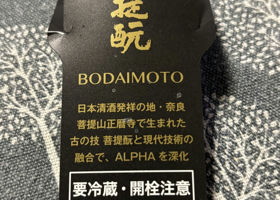 提酛
BODAIMOTO
日本清酒発祥の地・奈良
菩提山正暦寺で生まれた
古の技 菩提酛と現代技術の
融合で、ALPHAを深化
要冷蔵・開栓注意